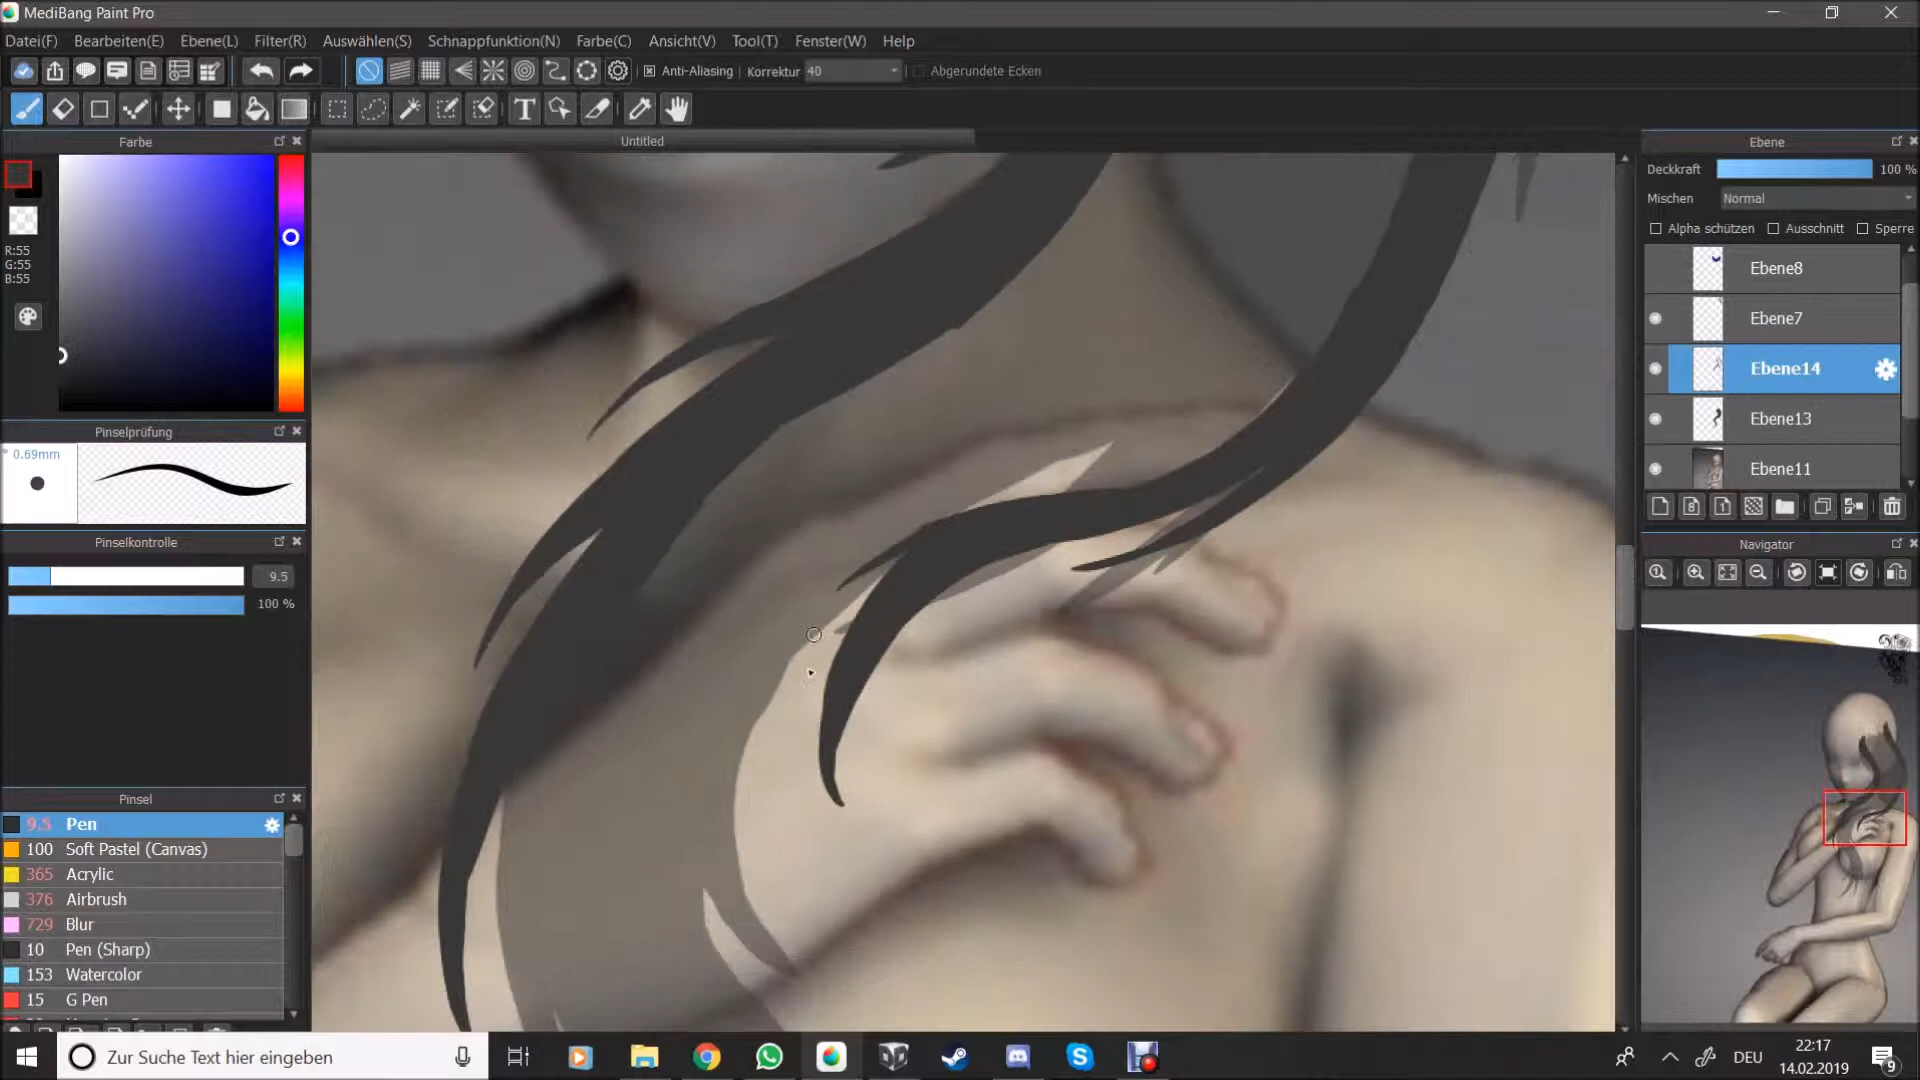 MediBang Paint Pro
Datei(F) Bearbeiten(E) Ebene(L) Filter(R) Auswählen(S) Schnappfunktion(N) Farbe(C) Ansicht(V) Tool(T) Fenster(W) Help
Anti-Aliasing Korrektur 40 Abgerundete Ecken
Farbe
Untitled
Ebene
R:55
G:55
B:55
Deckkraft 100 %
Mischen Normal
Alpha schützen Ausschnitt Sperre
Ebene8
Ebene7
Ebene14
Ebene13
Ebene11
Pinselprüfung
* 0.69mm
Pinselkontrolle
9.5
100 %
Navigator
Pinsel
9.5 Pen
100 Soft Pastel (Canvas)
365 Acrylic
376 Airbrush
729 Blur
10 Pen (Sharp)
153 Watercolor
15 G Pen
Zur Suche Text hier eingeben
DEU
22:17
14.02.2019
9